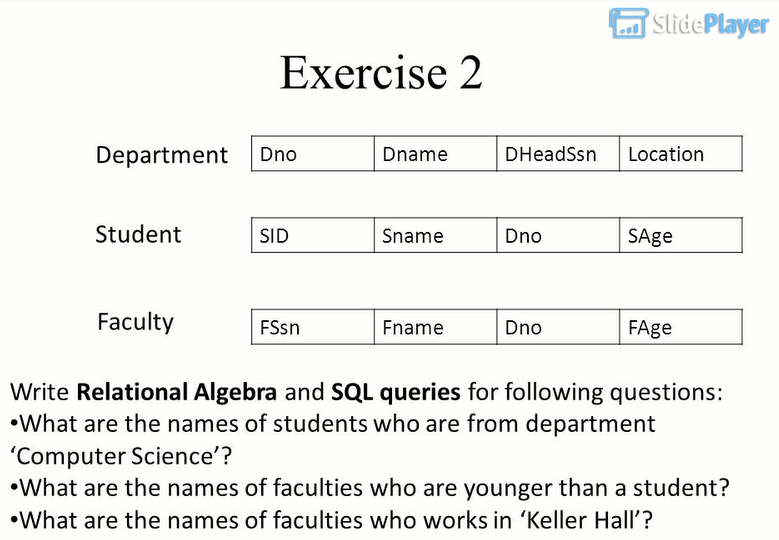 SlidePlayer
Exercise 2
Department Dno Dname DHeadSsn Location
Student SID Sname Dno SAge
Faculty FSsn Fname Dno FAge
Write Relational Algebra and SQL queries for following questions:
•What are the names of students who are from department
‘Computer Science’?
•What are the names of faculties who are younger than a student?
•What are the names of faculties who works in ‘Keller Hall’?